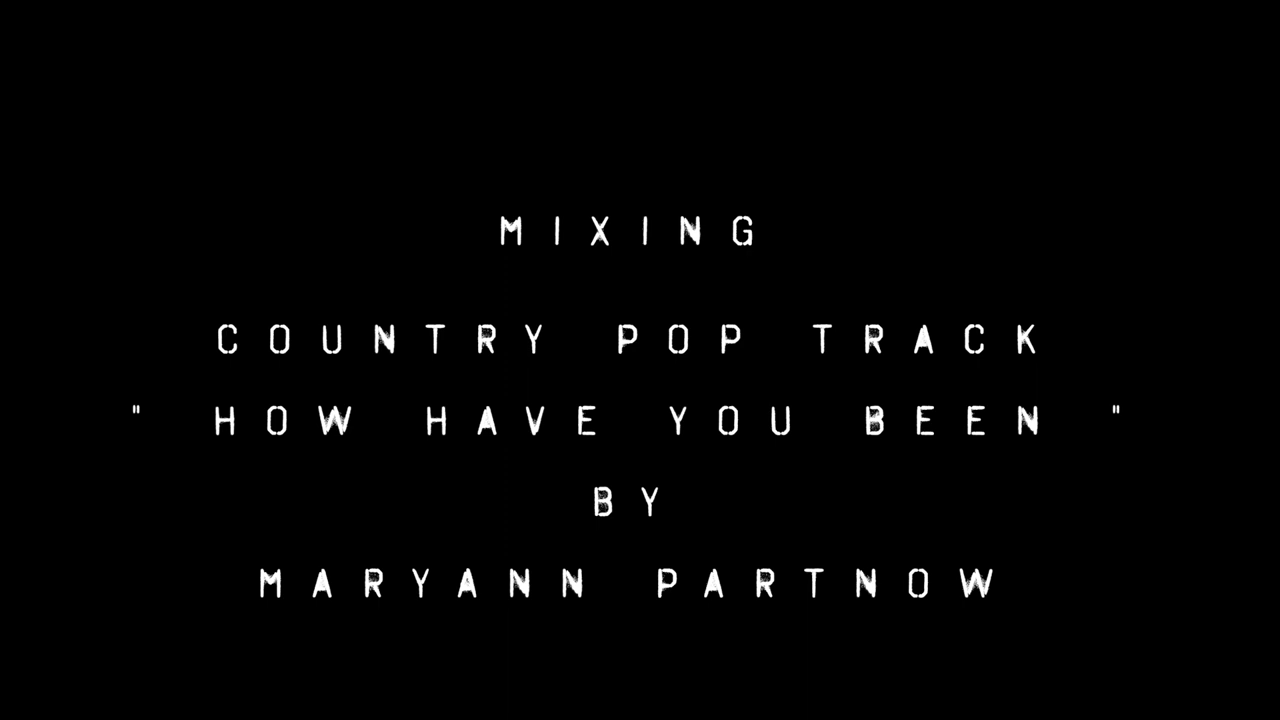 MIXING
COUNTRY POP TRACK
" HOW HAVE YOU BEEN "
BY
MARYANN PARTNOW